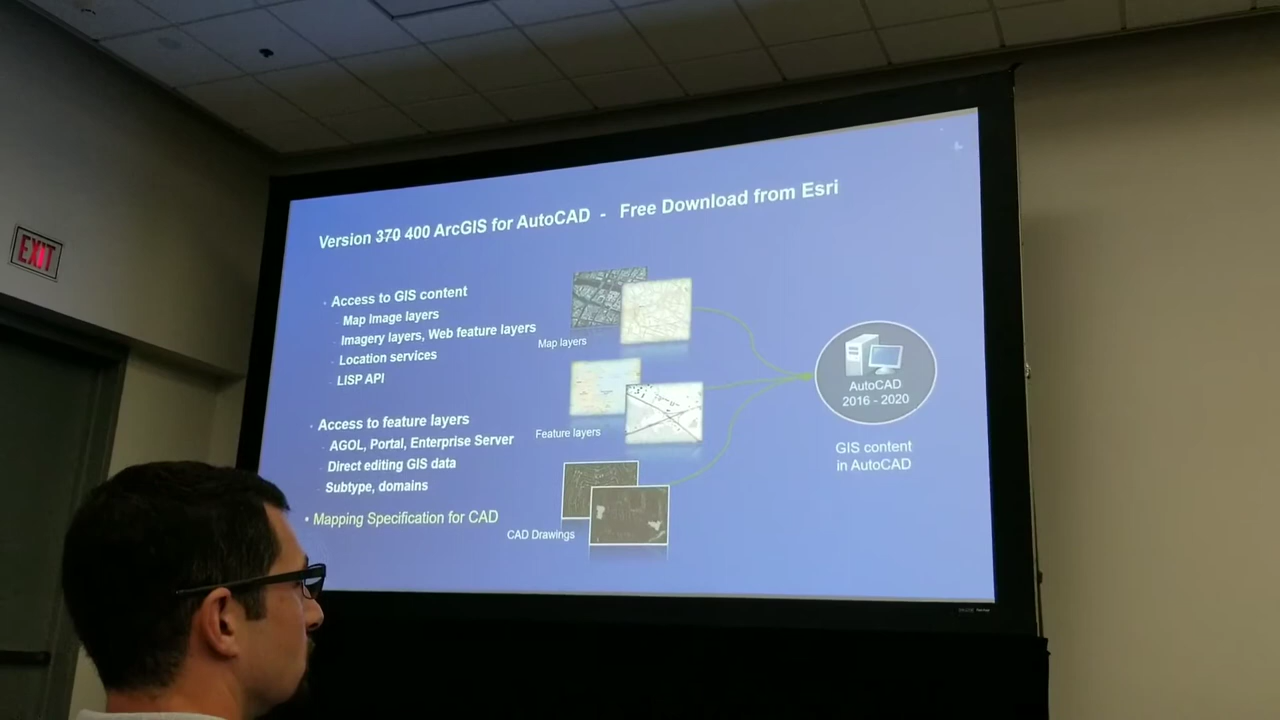 EXIT
Version 370 400 ArcGIS for AutoCAD - Free Download from Esri
Access to GIS content
Map Image layers
Imagery layers, Web feature layers
Location services
LISP API
Access to feature layers
AGOL, Portal, Enterprise Server
Direct editing GIS data
Subtype, domains
• Mapping Specification for CAD
Map layers
Feature layers
CAD Drawings
AutoCAD
2016 - 2020
GIS content
in AutoCAD